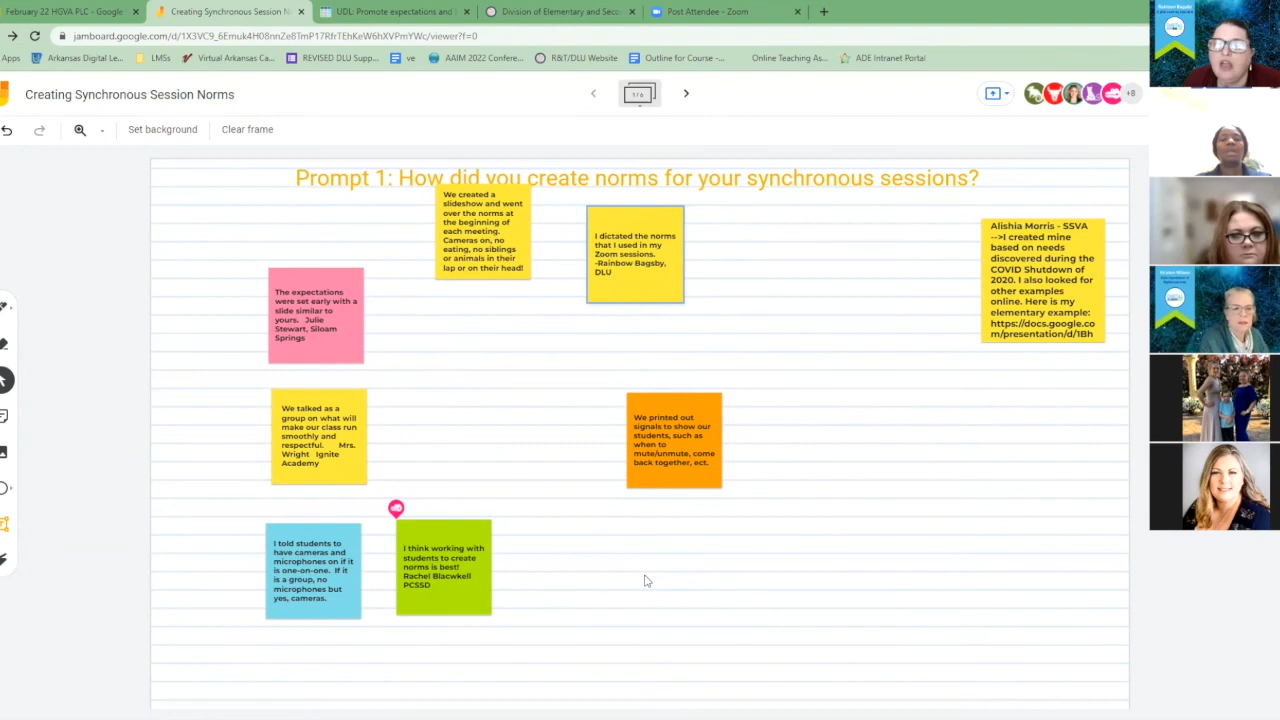 February 22 HGVA PLC - Google
Creating Synchronous Session N
UDL: Promote expectations and
Division of Elementary and Seco
Post Attendee - Zoom
jamboard.google.com/d/1X3VC9_6Emuk4H08nnZe8TmP17RfrTEhKeW6hXVPmYWc/viewer?f=0
Apps
Arkansas Digital Le...
LMSs
Virtual Arkansas Ca...
REVISED DLU Supp...
ve
AAIM 2022 Confere...
R&T/DLU Website
Outline for Course -...
Online Teaching As...
ADE Intranet Portal
Creating Synchronous Session Norms
1/6
+8
Set background
Clear frame
Prompt 1: How did you create norms for your synchronous sessions?
We created a
slideshow and went
over the norms at
the beginning of
each meeting.
Cameras on, no
eating, no siblings
or animals in their
lap or on their head!
I dictated the norms
that I used in my
Zoom sessions.
-Rainbow Bagsby,
DLU
Alishia Morris - SSVA
-->I created mine
based on needs
discovered during the
COVID Shutdown of
2020. I also looked for
other examples
online. Here is my
elementary example:
https://docs.google.co
m/presentation/d/1Bh
The expectations
were set early with a
slide similar to
yours. Julie
Stewart, Siloam
Springs
We talked as a
group on what will
make our class run
smoothly and
respectful. Mrs.
Wright Ignite
Academy
We printed out
signals to show our
students, such as
when to
mute/unmute, come
back together, ect.
I told students to
have cameras and
microphones on if it
is one-on-one. If it
is a group, no
microphones but
yes, cameras.
I think working with
students to create
norms is best!
Rachel Blacwkell
PCSSD
Rainbow Bagsby
Kristen Wilson